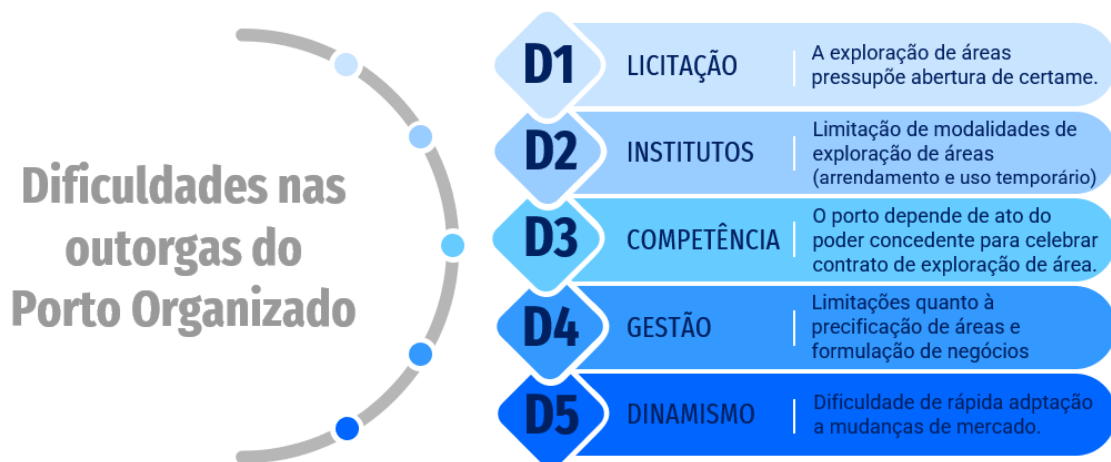 Dificuldades nas
outorgas do
Porto Organizado
D1
LICITAÇÃO
A exploração de áreas
pressupõe abertura de certame.
D2
INSTITUTOS
Limitação de modalidades de
exploração de áreas
(arrendamento e uso temporário)
D3
COMPETÊNCIA
O porto depende de ato do
poder concedente para celebrar
contrato de exploração de área.
D4
GESTÃO
Limitações quanto à
precificação de áreas e
formulação de negócios
D5
DINAMISMO
Dificuldade de rápida adptação
a mudanças de mercado.